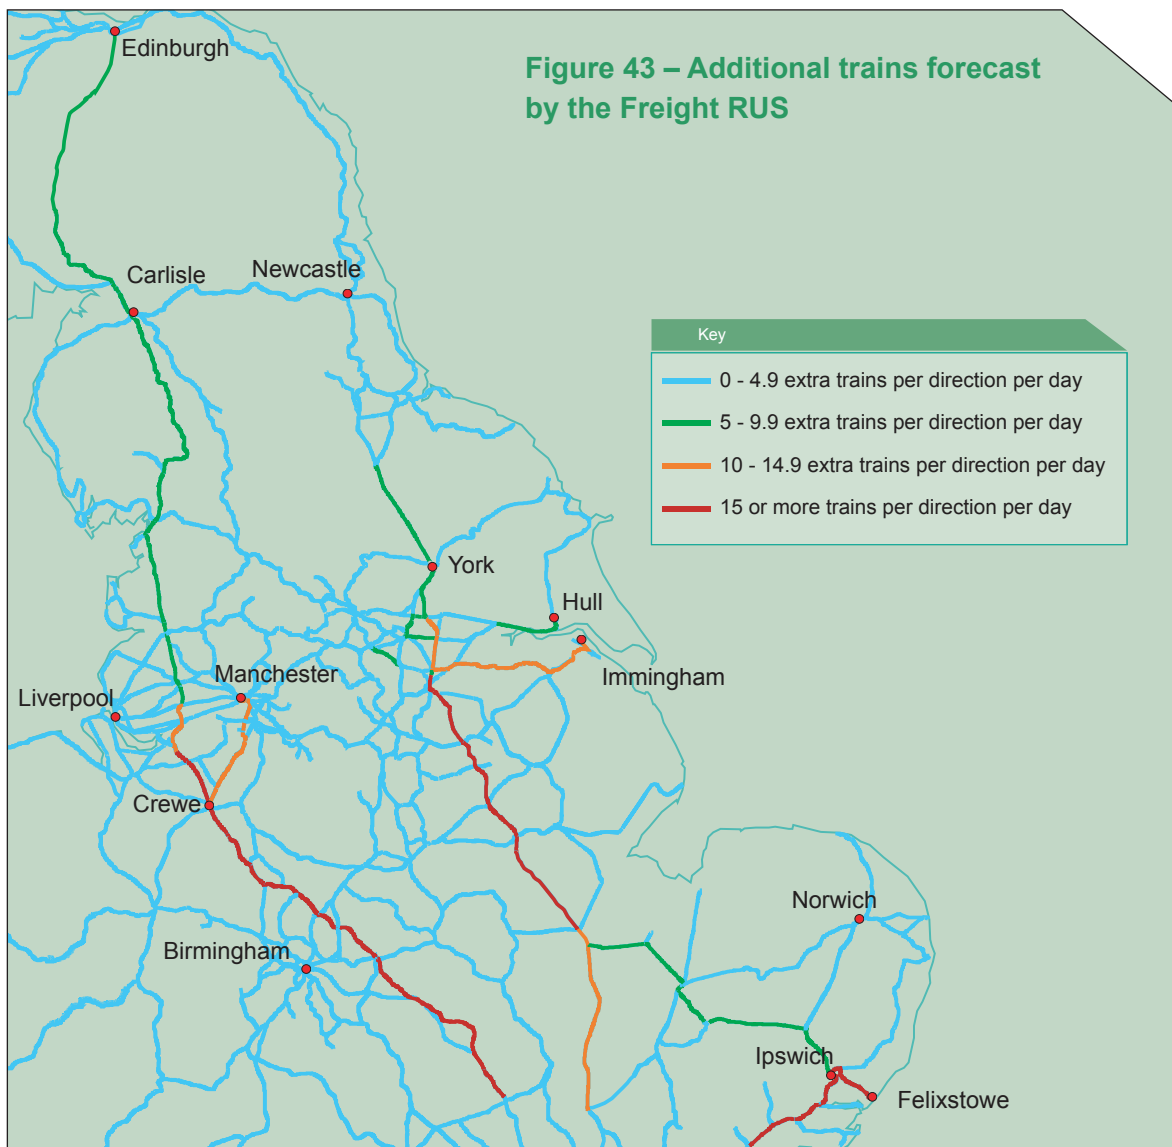 Figure 43 – Additional trains forecast
by the Freight RUS
Edinburgh
Carlisle
Newcastle
Key
0 - 4.9 extra trains per direction per day
5 - 9.9 extra trains per direction per day
10 - 14.9 extra trains per direction per day
15 or more trains per direction per day
York
Hull
Immingham
Manchester
Liverpool
Crewe
Norwich
Birmingham
Ipswich
Felixstowe